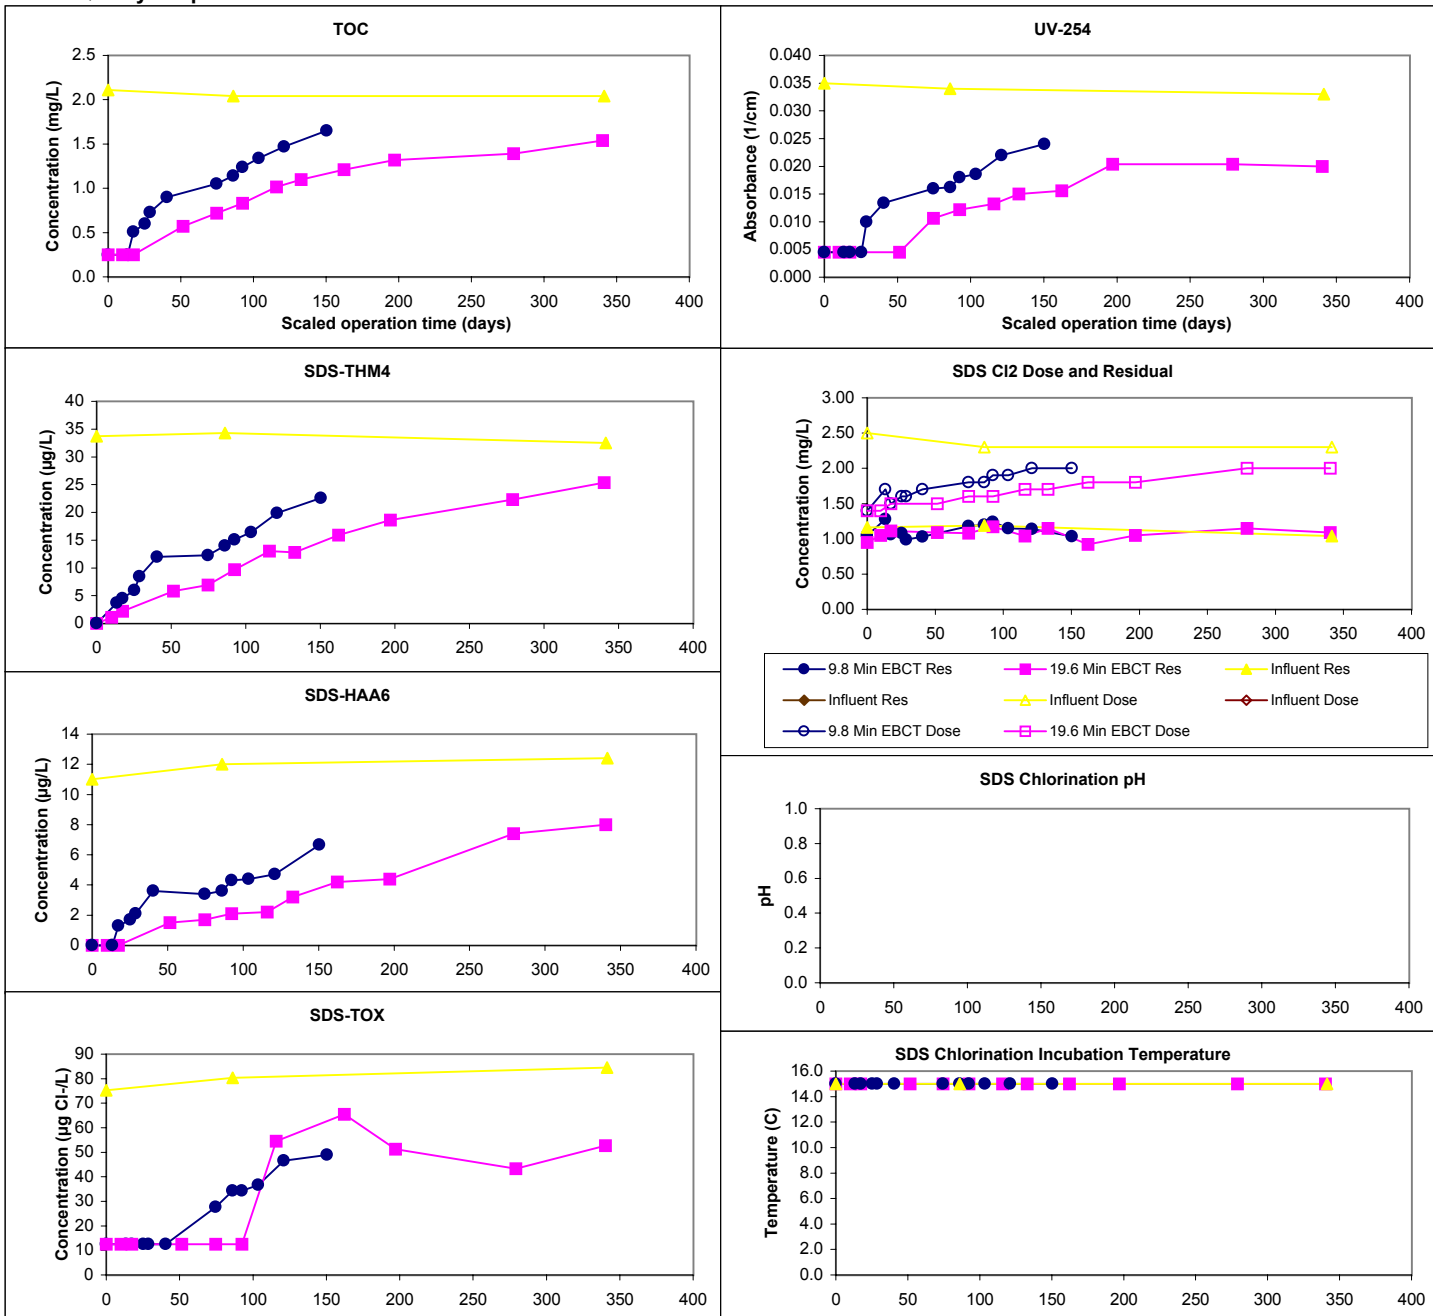 TOC
Concentration (mg/L)
2.5
2.0
1.5
1.0
0.5
0.0
0 50 100 150 200 250 300 350 400
Scaled operation time (days)
UV-254
Absorbance (1/cm)
0.040
0.035
0.030
0.025
0.020
0.015
0.010
0.005
0.000
0 50 100 150 200 250 300 350 400
Scaled operation time (days)
SDS-THM4
Concentration (µg/L)
40
35
30
25
20
15
10
5
0
0 50 100 150 200 250 300 350 400
SDS Cl2 Dose and Residual
Concentration (mg/L)
3.00
2.50
2.00
1.50
1.00
0.50
0.00
0 50 100 150 200 250 300 350 400
9.8 Min EBCT Res 19.6 Min EBCT Res Influent Res
Influent Res Influent Dose Influent Dose
9.8 Min EBCT Dose 19.6 Min EBCT Dose
SDS-HAA6
Concentration (µg/L)
14
12
10
8
6
4
2
0
0 50 100 150 200 250 300 350 400
SDS Chlorination pH
pH
1.0
0.8
0.6
0.4
0.2
0.0
0 50 100 150 200 250 300 350 400
SDS-TOX
Concentration (µg Cl-/L)
90
80
70
60
50
40
30
20
10
0
0 50 100 150 200 250 300 350 400
SDS Chlorination Incubation Temperature
Temperature (C)
16.0
14.0
12.0
10.0
8.0
6.0
4.0
2.0
0.0
0 50 100 150 200 250 300 350 400